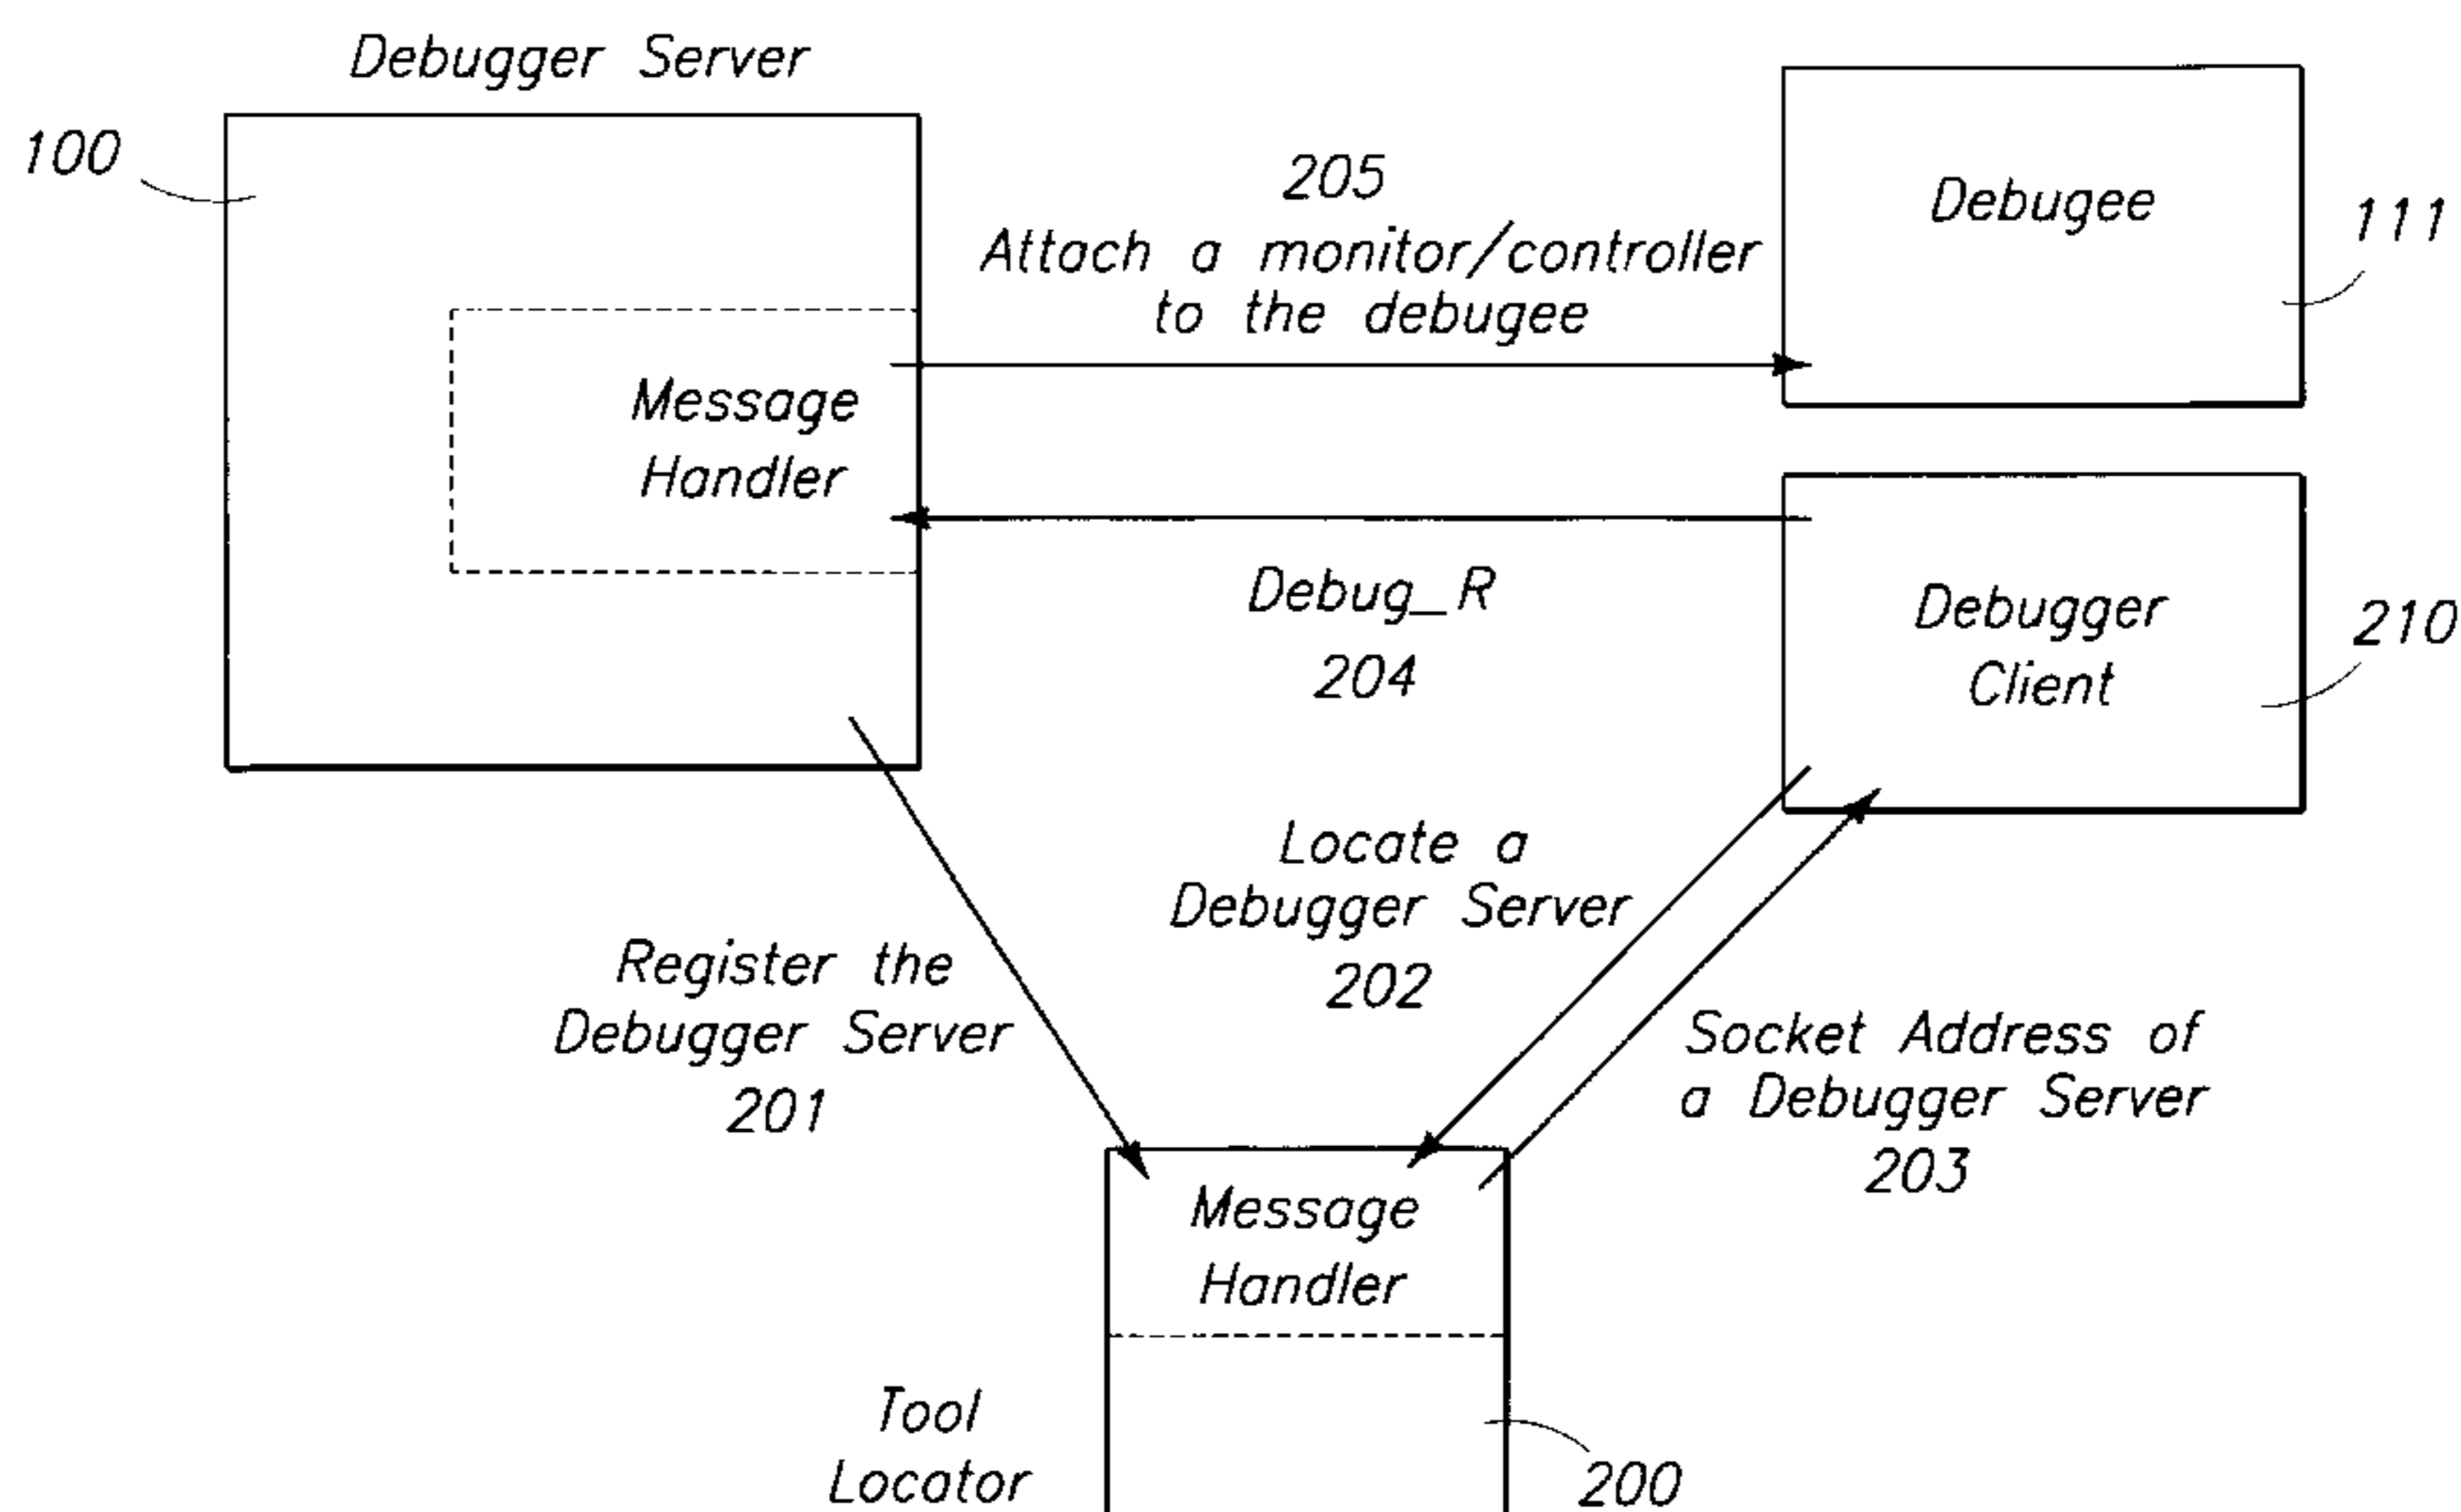 Debugger Server
100
205
Attach a monitor/controller
to the debugee
Debugee
111
Message
Handler
Debug_R
204
Debugger
Client
210
Locate a
Debugger Server
202
Register the
Debugger Server
201
Socket Address of
a Debugger Server
203
Message
Handler
Tool
Locator
200